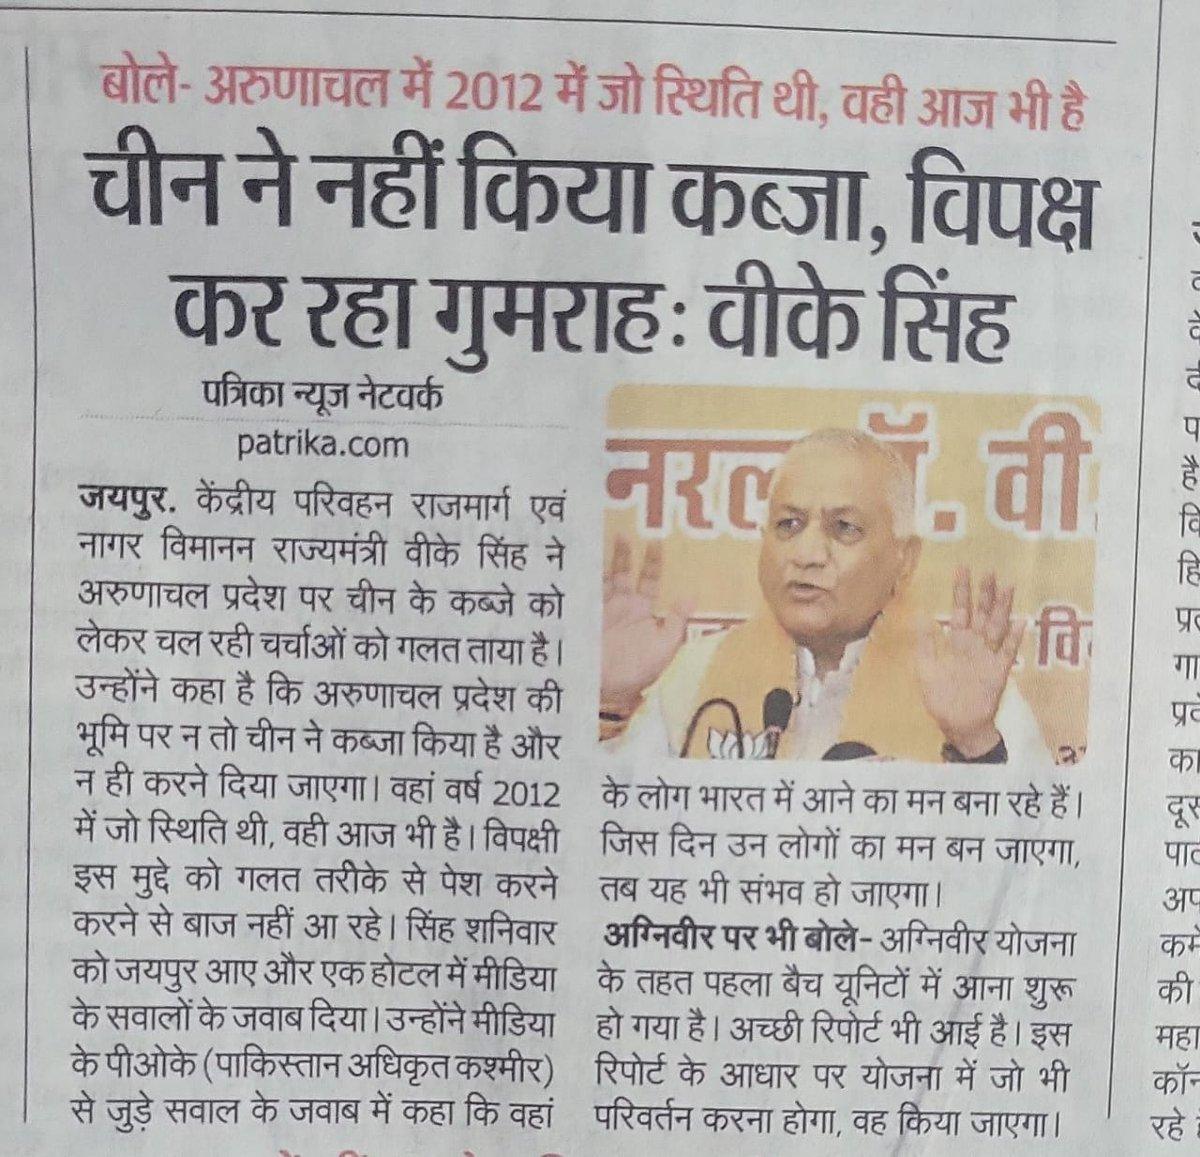 बोले- अरुणाचल में 2012 में जो स्थिति थी, वही आज भी है
चीन ने नहीं किया कब्जा, विपक्ष
कर रहा गुमराह: वीके सिंह
पत्रिका न्यूज नेटवर्क
patrika.com
जयपुर. केंद्रीय परिवहन राजमार्ग एवं
नागर विमानन राज्यमंत्री वीके सिंह ने
अरुणाचल प्रदेश पर चीन के कब्जे को
लेकर चल रही चर्चाओं को गलत ताया है।
उन्होंने कहा है कि अरुणाचल प्रदेश की
भूमि पर न तो चीन ने कब्जा किया है और
न ही करने दिया जाएगा। वहां वर्ष 2012
में जो स्थिति थी, वही आज भी है। विपक्षी
इस मुद्दे को गलत तरीके से पेश करने
करने से बाज नहीं आ रहे। सिंह शनिवार
को जयपुर आए और एक होटल में मीडिया
के सवालों के जवाब दिया। उन्होंने मीडिया
के पीओके (पाकिस्तान अधिकृत कश्मीर)
से जुड़े सवाल के जवाब में कहा कि वहां
नरल डॉ. वी
वि
के लोग भारत में आने का मन बना रहे हैं।
जिस दिन उन लोगों का मन बन जाएगा,
तब यह भी संभव हो जाएगा।
अग्निवीर पर भी बोले- अग्निवीर योजना
के तहत पहला बैच यूनिटों में आना शुरू
हो गया है। अच्छी रिपोर्ट भी आई है। इस
रिपोर्ट के आधार पर योजना में जो भी
परिवर्तन करना होगा, वह किया जाएगा।